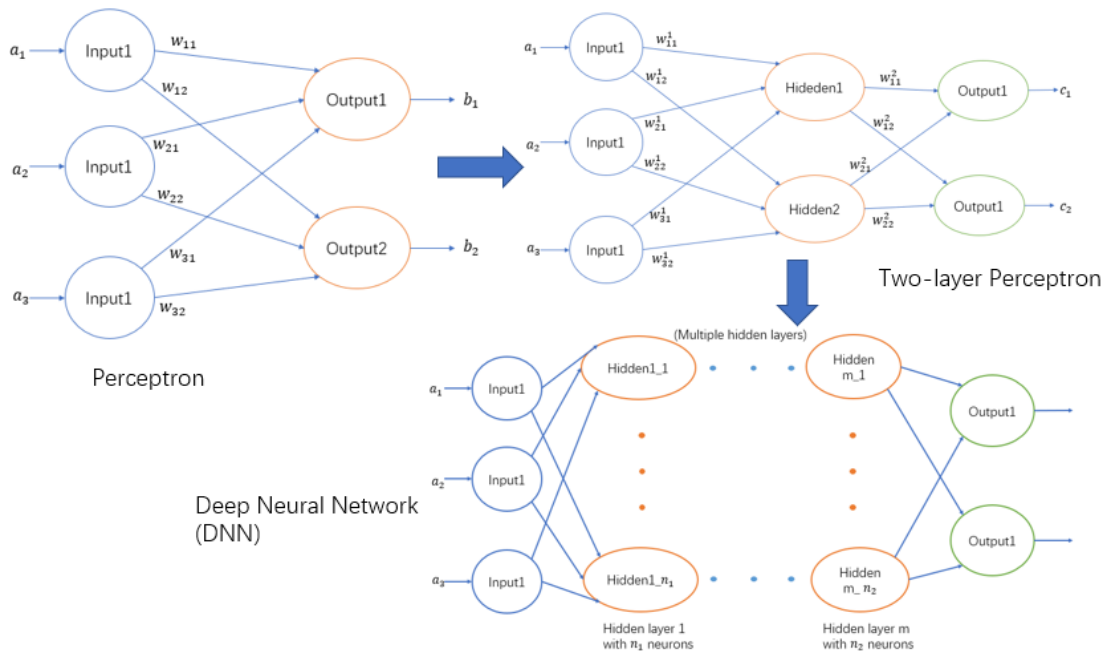 a₁
Input1
w₁₁
w₁₂
Output1
b₁
a₂
Input1
w₂₁
w₂₂
Output2
b₂
a₃
Input1
w₃₁
w₃₂
Perceptron
a₁
Input1
w¹₁₁
w¹₁₂
Hideden1
w²₁₁
w²₁₂
Output1
c₁
a₂
Input1
w¹₂₁
w¹₂₂
Hidden2
w²₂₁
w²₂₂
Output1
c₂
a₃
Input1
w¹₃₁
w¹₃₂
Two-layer Perceptron
(Multiple hidden layers)
a₁
Input1
Hidden1_1
Hidden
m_1
Output1
a₂
Input1
Deep Neural Network
(DNN)
a₃
Input1
Hidden1_n₁
Hidden
m_ n₂
Output1
Hidden layer 1
with n₁ neurons
Hidden layer m
with n₂ neurons